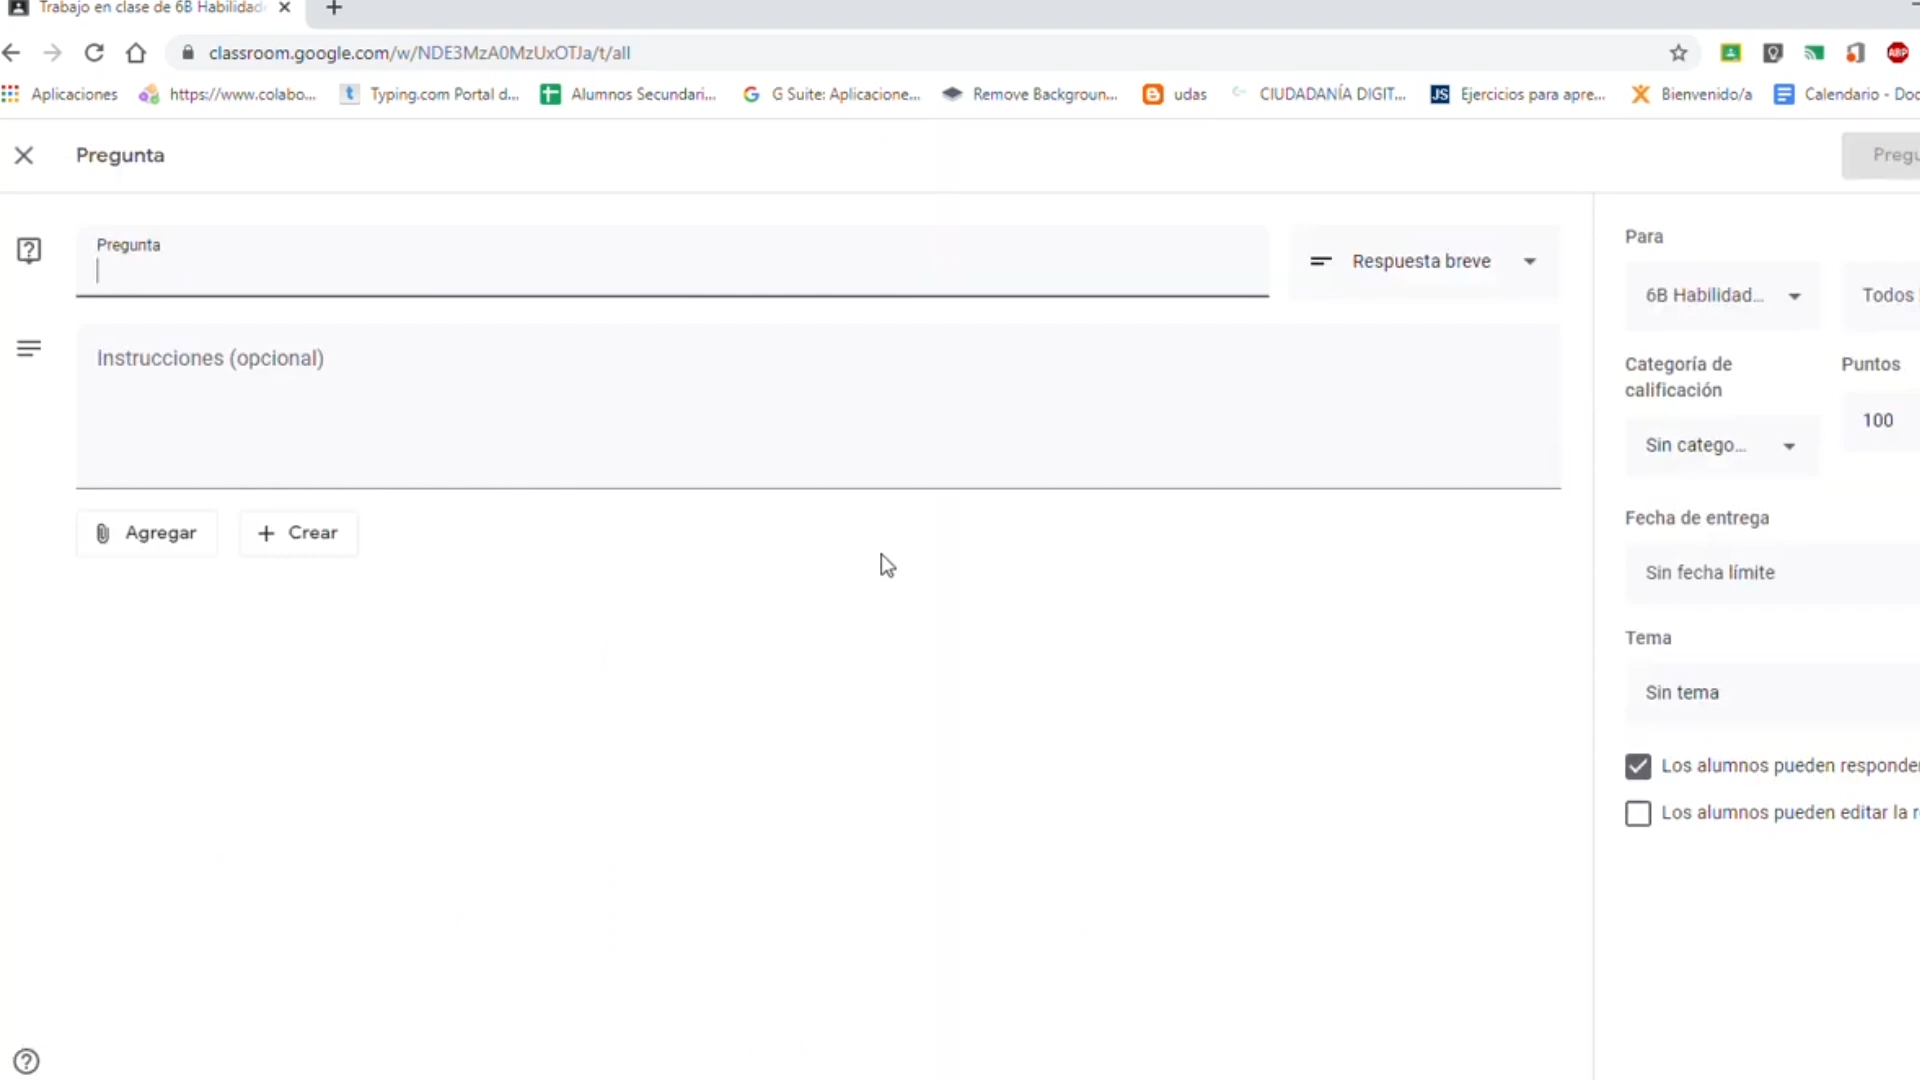 Trabajo en clase de 6B Habilidad
classroom.google.com/w/NDE3MzA0MzUxOTJa/t/all
ABP
Aplicaciones
https://www.colabo...
t
Typing.com Portal d...
Alumnos Secundari...
G Suite: Aplicacione...
Remove Backgroun...
udas
CIUDADANÍA DIGIT...
JS
Ejercicios para apre...
Bienvenido/a
Calendario - Doc
Pregunta
Pregu
Pregunta
Respuesta breve
Instrucciones (opcional)
Agregar
Crear
Para
6B Habilidad...
Todos
Categoría de
calificación
Puntos
Sin catego...
100
Fecha de entrega
Sin fecha límite
Tema
Sin tema
Los alumnos pueden responde
Los alumnos pueden editar la r